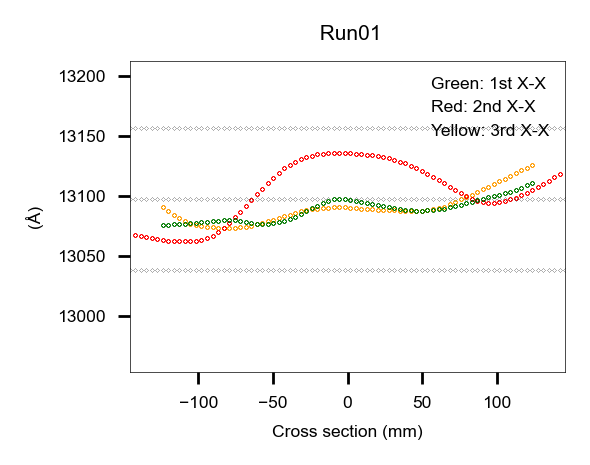 Run01
Green: 1st X-X
Red: 2nd X-X
Yellow: 3rd X-X
13200
13150
13100
13050
13000
(Å)
−100
−50
0
50
100
Cross section (mm)